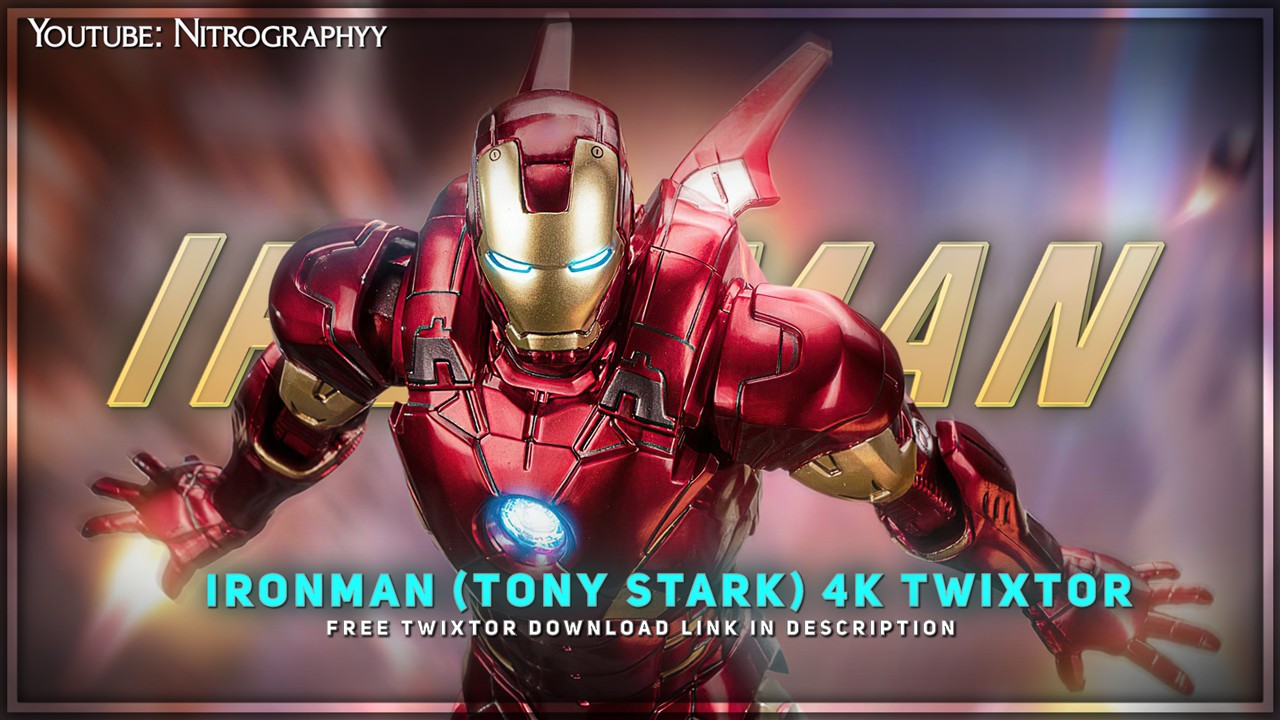 Youtube: Nitrographyy
IRONMAN (TONY STARK) 4K TWIXTOR
FREE TWIXTOR DOWNLOAD LINK IN DESCRIPTION